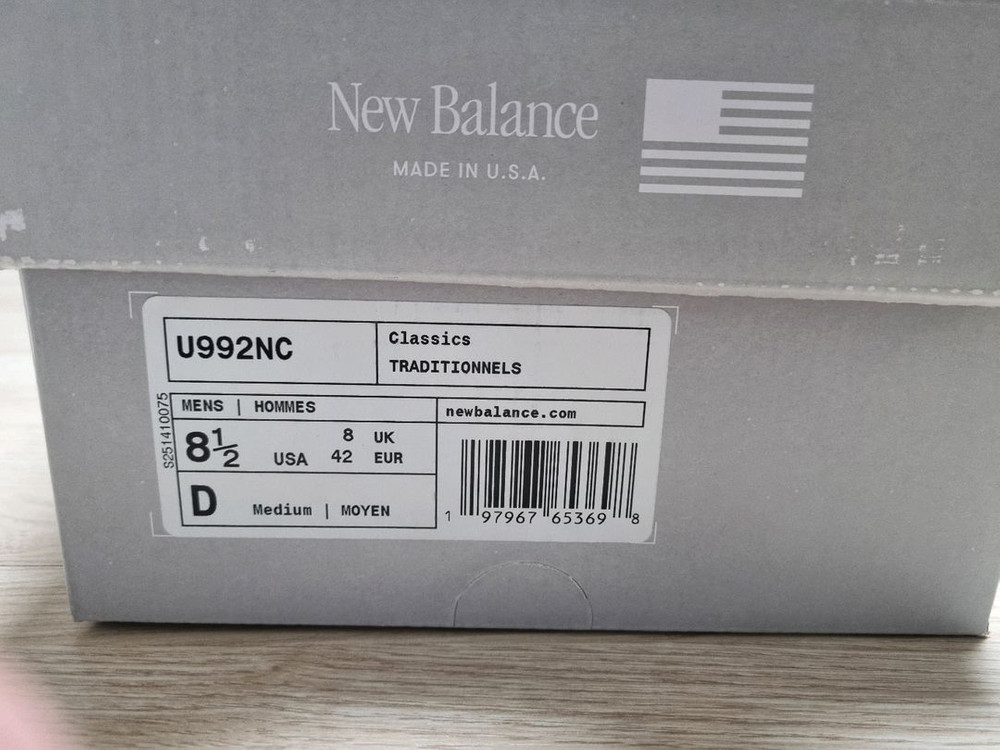 New Balance
MADE IN U.S.A.
U992NC
Classics
TRADITIONNELS
S251410075
MENS | HOMMES
8½ USA 8 UK
42 EUR
D Medium | MOYEN
newbalance.com
1 97967 65369 8